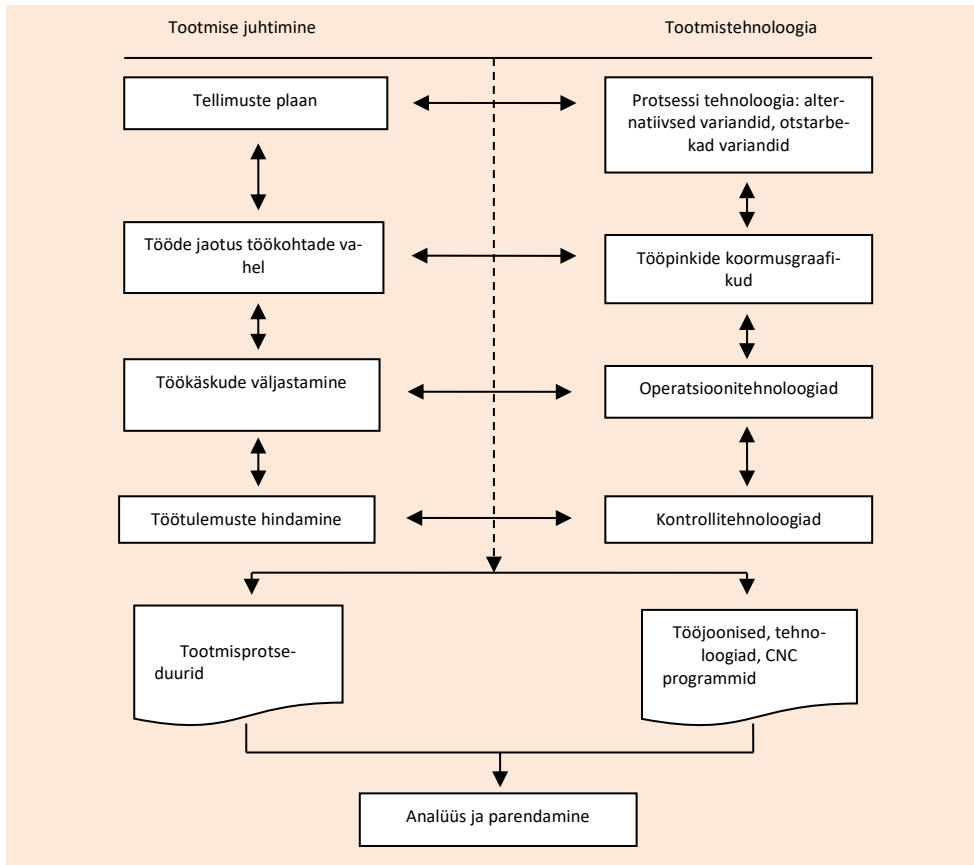 Tootmise juhtimine
Tootmistehnoloogia
Tellimuste plaan
Protsessi tehnoloogia: alter-
natiivsed variandid, otstarbe-
kad variandid
Tööde jaotus töökohtade va-
hel
Tööpinkide koormusgraafi-
kud
Töökäskude väljastamine
Operatsioonitehnoloogiad
Töötulemuste hindamine
Kontrollitehnoloogiad
Tootmisprotse-
duurid
Tööjoonised, tehno-
loogiad, CNC
programmid
Analüüs ja parendamine